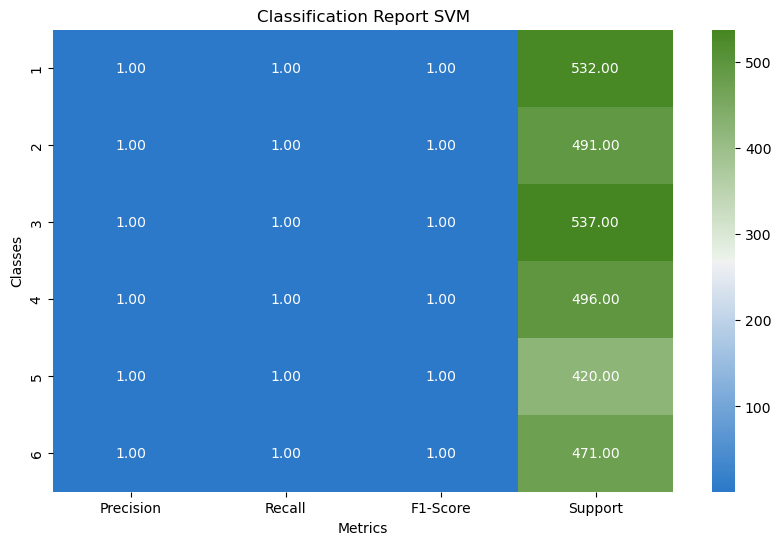 Classification Report SVM
Classes
1 1.00 1.00 1.00 532.00
2 1.00 1.00 1.00 491.00
3 1.00 1.00 1.00 537.00
4 1.00 1.00 1.00 496.00
5 1.00 1.00 1.00 420.00
6 1.00 1.00 1.00 471.00
Precision Recall F1-Score Support
Metrics
500
400
300
200
100